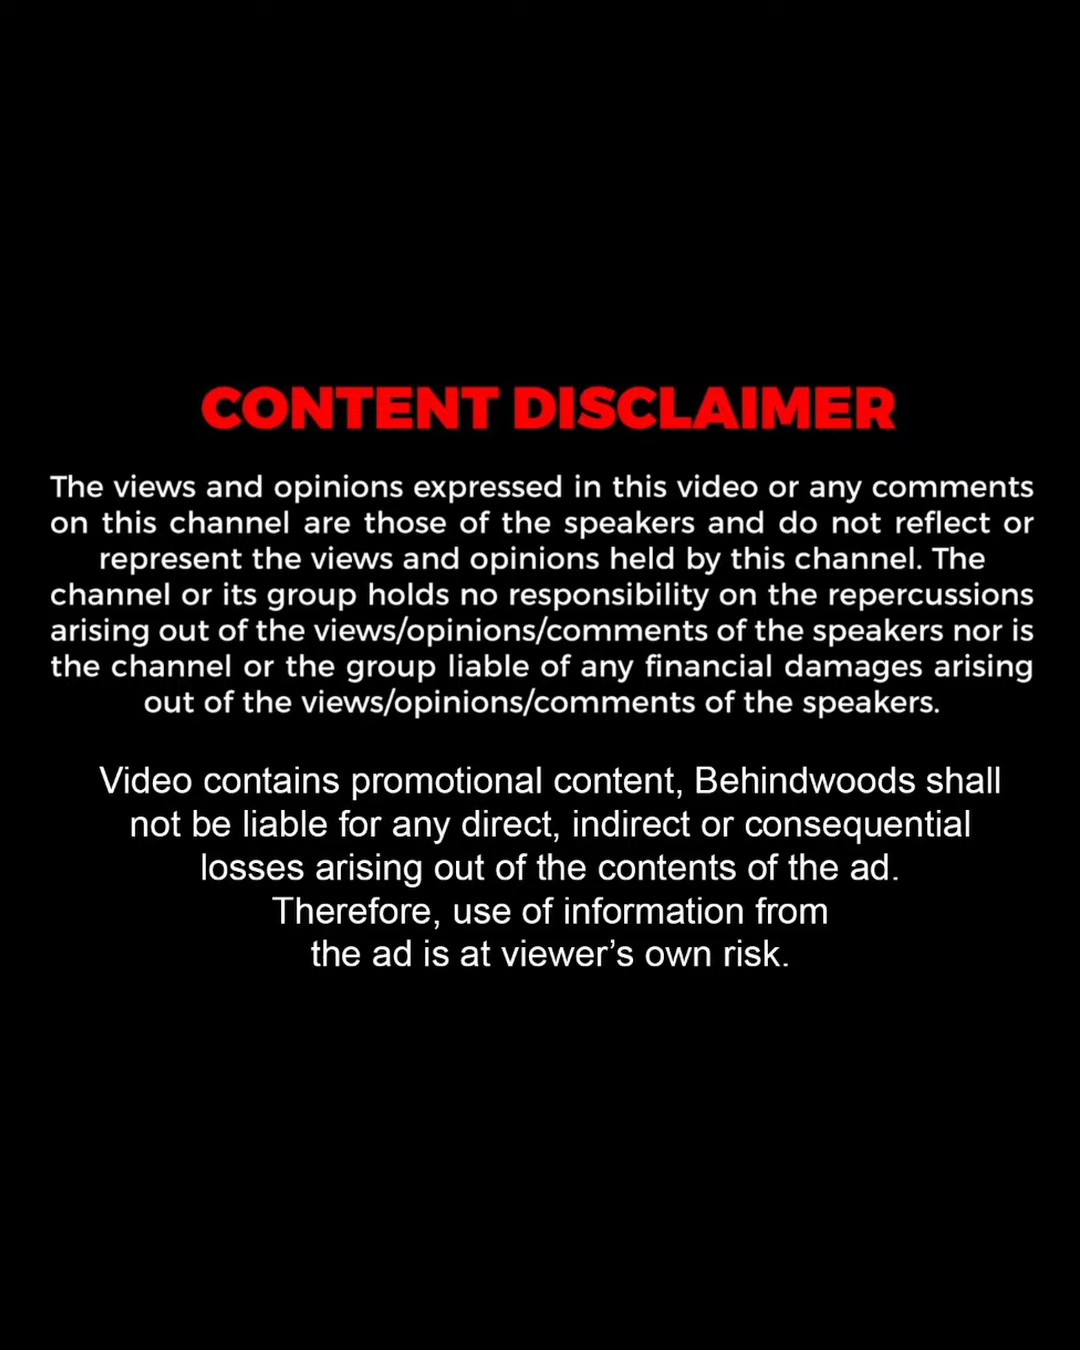 CONTENT DISCLAIMER
The views and opinions expressed in this video or any comments
on this channel are those of the speakers and do not reflect or
represent the views and opinions held by this channel. The
channel or its group holds no responsibility on the repercussions
arising out of the views/opinions/comments of the speakers nor is
the channel or the group liable of any financial damages arising
out of the views/opinions/comments of the speakers.
Video contains promotional content, Behindwoods shall
not be liable for any direct, indirect or consequential
losses arising out of the contents of the ad.
Therefore, use of information from
the ad is at viewer’s own risk.